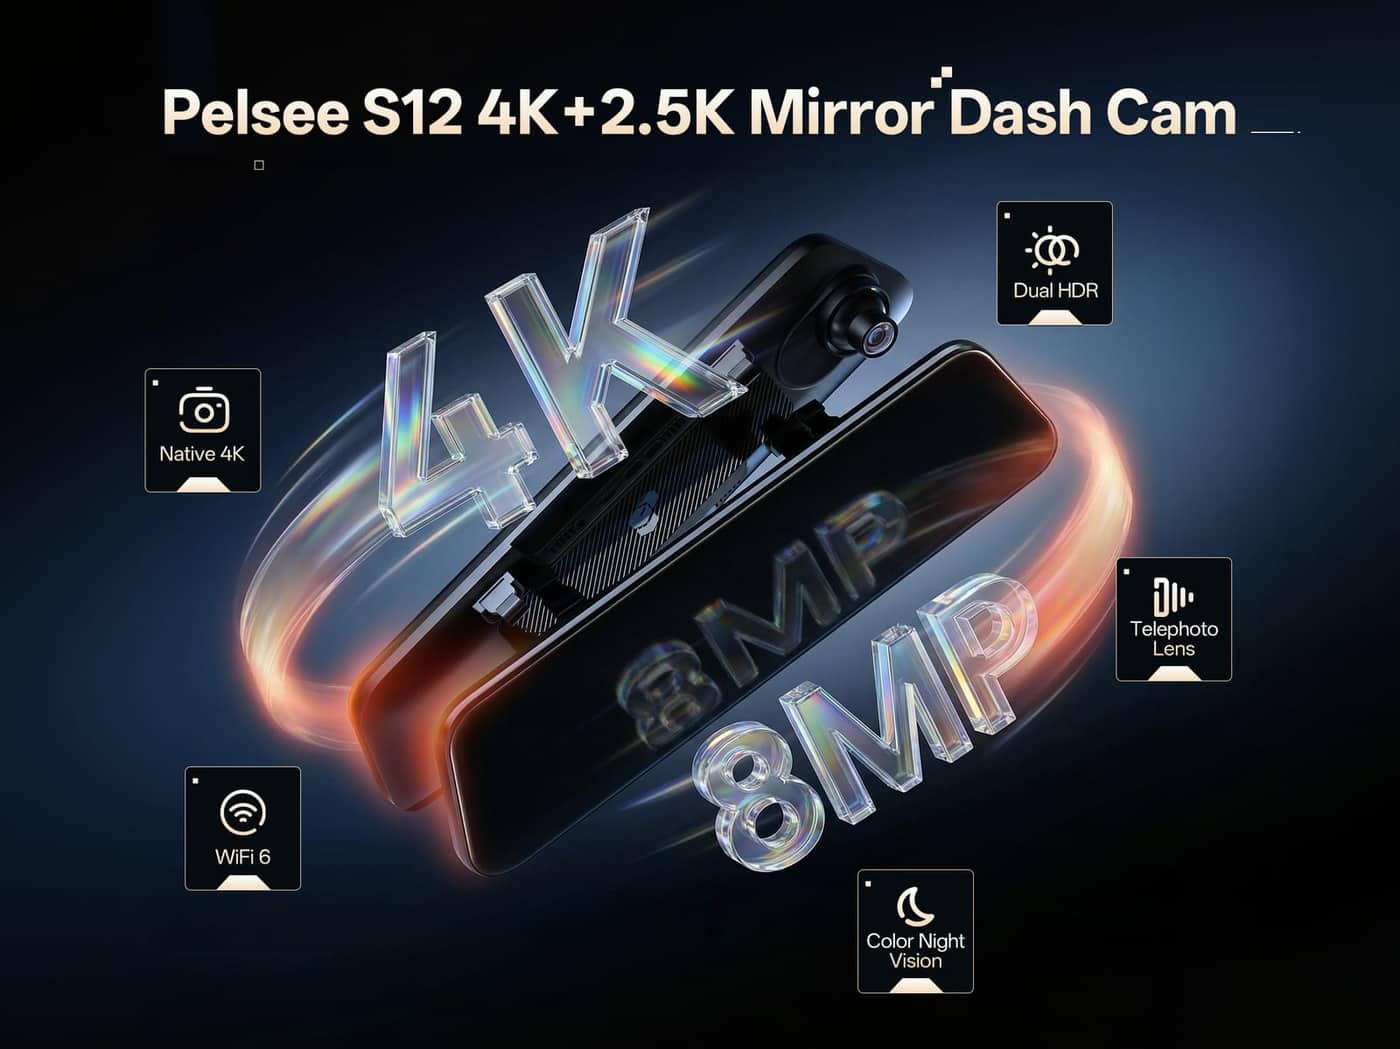 Pelsee S12 4K+2.5K Mirror Dash Cam
4K
Dual HDR
Native 4K
8MP
8MP
Telephoto
Lens
WiFi 6
Color Night
Vision